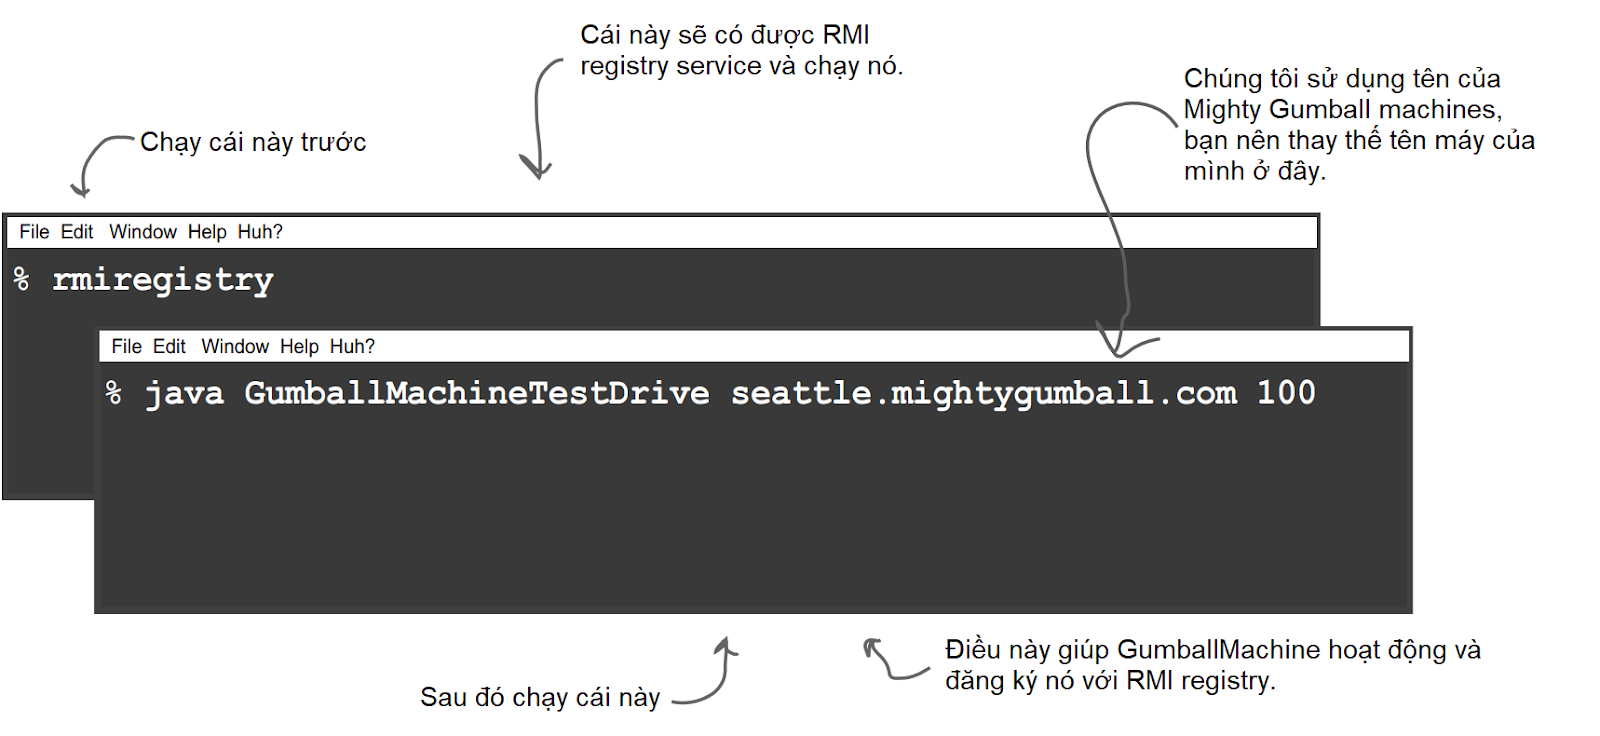 Cái này sẽ có được RMI
registry service và chạy nó.
Chúng tôi sử dụng tên của
Mighty Gumball machines,
bạn nên thay thế tên máy của
mình ở đây.
Chạy cái này trước
File Edit Window Help Huh?
% rmiregistry
File Edit Window Help Huh?
% java GumballMachineTestDrive seattle.mightygumball.com 100
Điều này giúp GumballMachine hoạt động và
đăng ký nó với RMI registry.
Sau đó chạy cái này